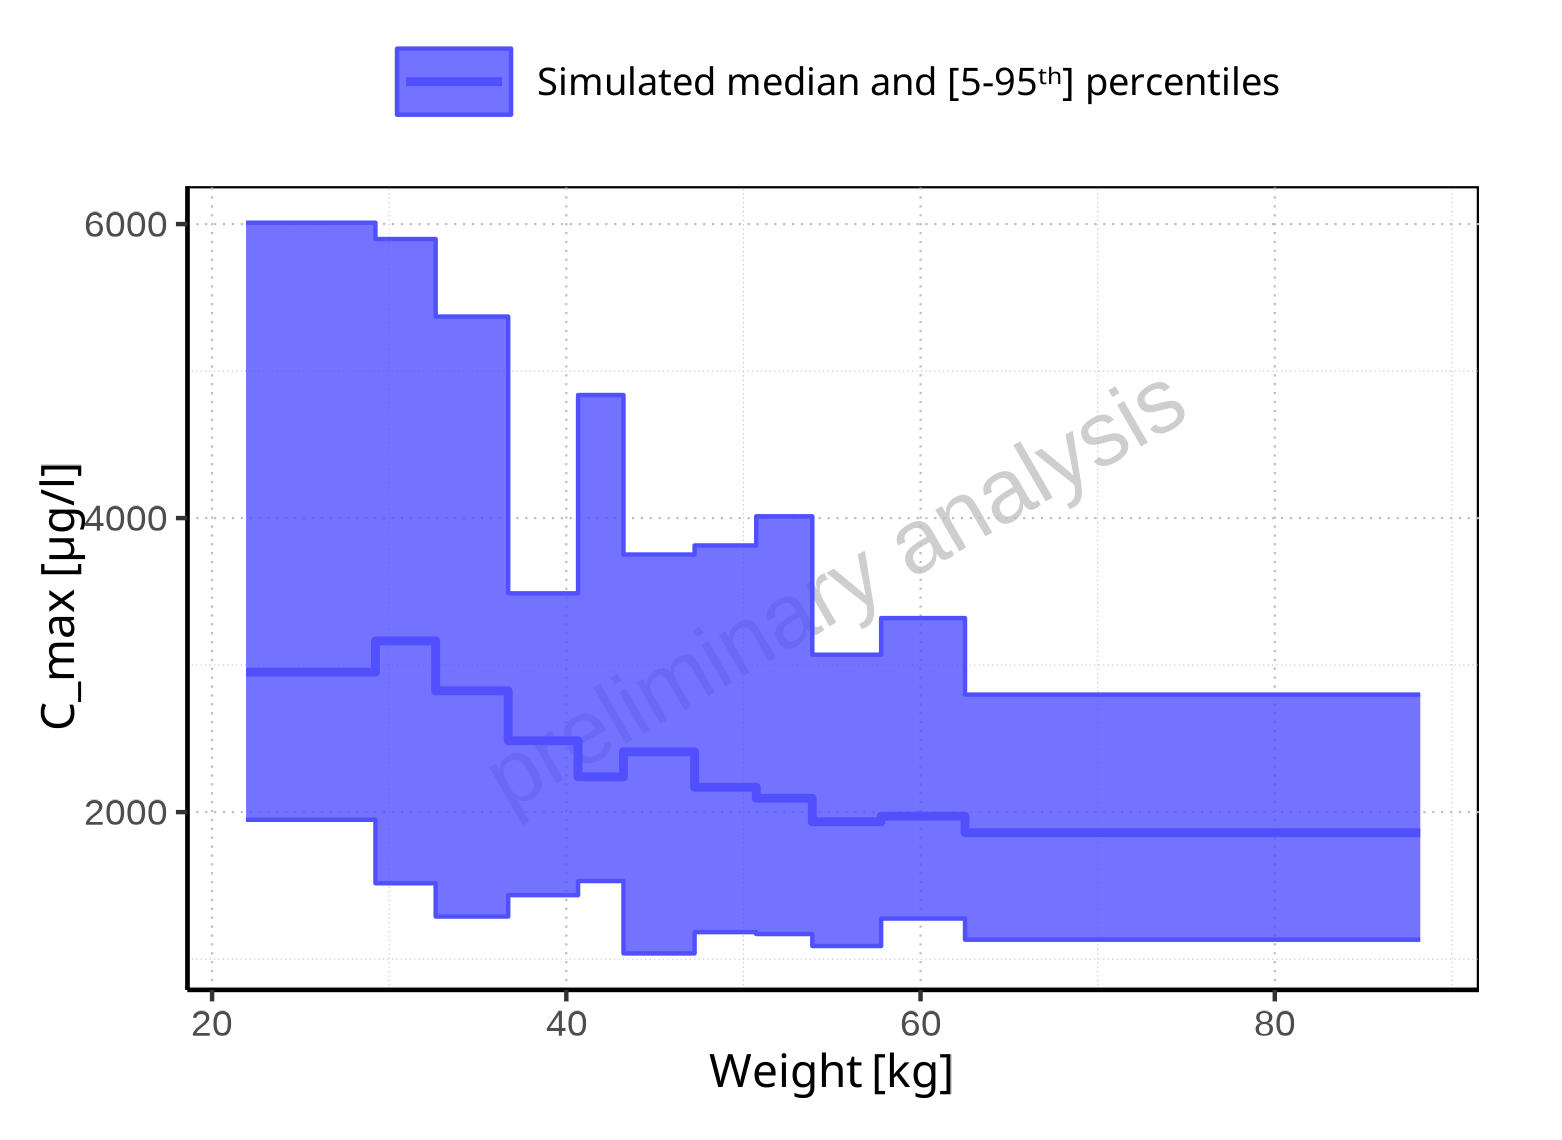 Simulated median and [5-95ᵗʰ] percentiles
6000
4000
2000
C_max [µg/l]
preliminary analysis
20 40 60 80
Weight [kg]